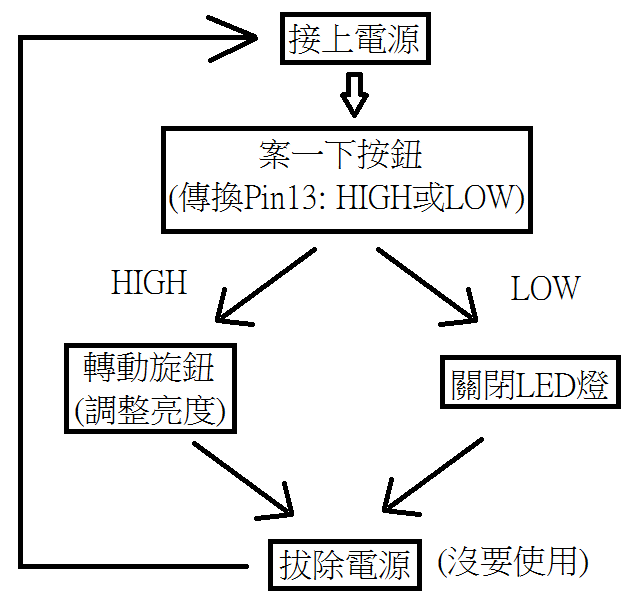 接上電源
案一下按鈕
(傳換Pin13: HIGH或LOW)
HIGH
LOW
轉動旋鈕
(調整亮度)
關閉LED燈
拔除電源
(沒要使用)